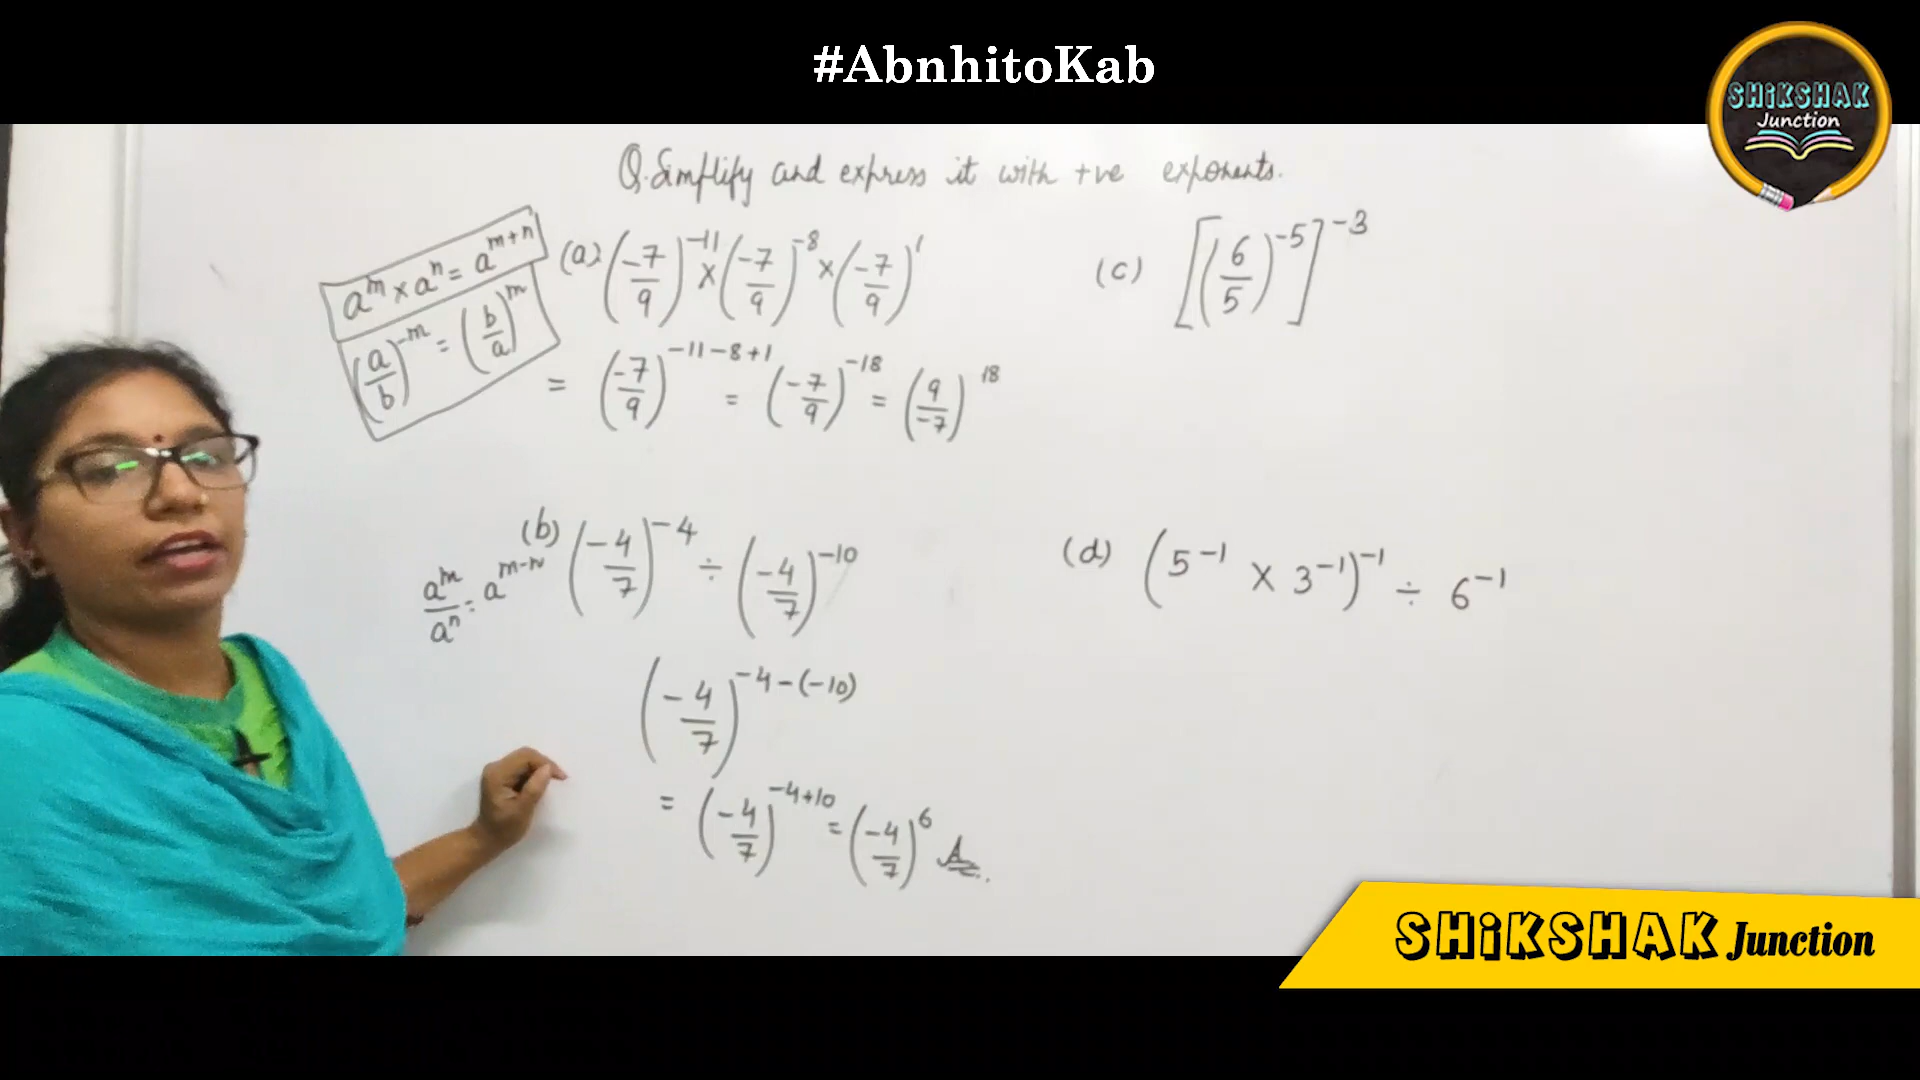 #AbnhitoKab
SHiKSHAK
Junction
Q. Simplify and express it with +ve exponents.
a^m × a^n = a^(m+n)
(a/b)^(-m) = (b/a)^m
(a) (-7/9)^(-11) × (-7/9)^(-8) × (-7/9)^1
= (-7/9)^(-11-8+1) = (-7/9)^(-18) = (9/-7)^18
(b) (-4/7)^(-4) ÷ (-4/7)^(-10)
a^m/a^n = a^(m-n)
(-4/7)^(-4-(-10))
= (-4/7)^(-4+10) = (-4/7)^6
(c) [(6/5)^(-5)]^(-3)
(d) (5^(-1) × 3^(-1))^(-1) ÷ 6^(-1)
SHiKSHAK Junction